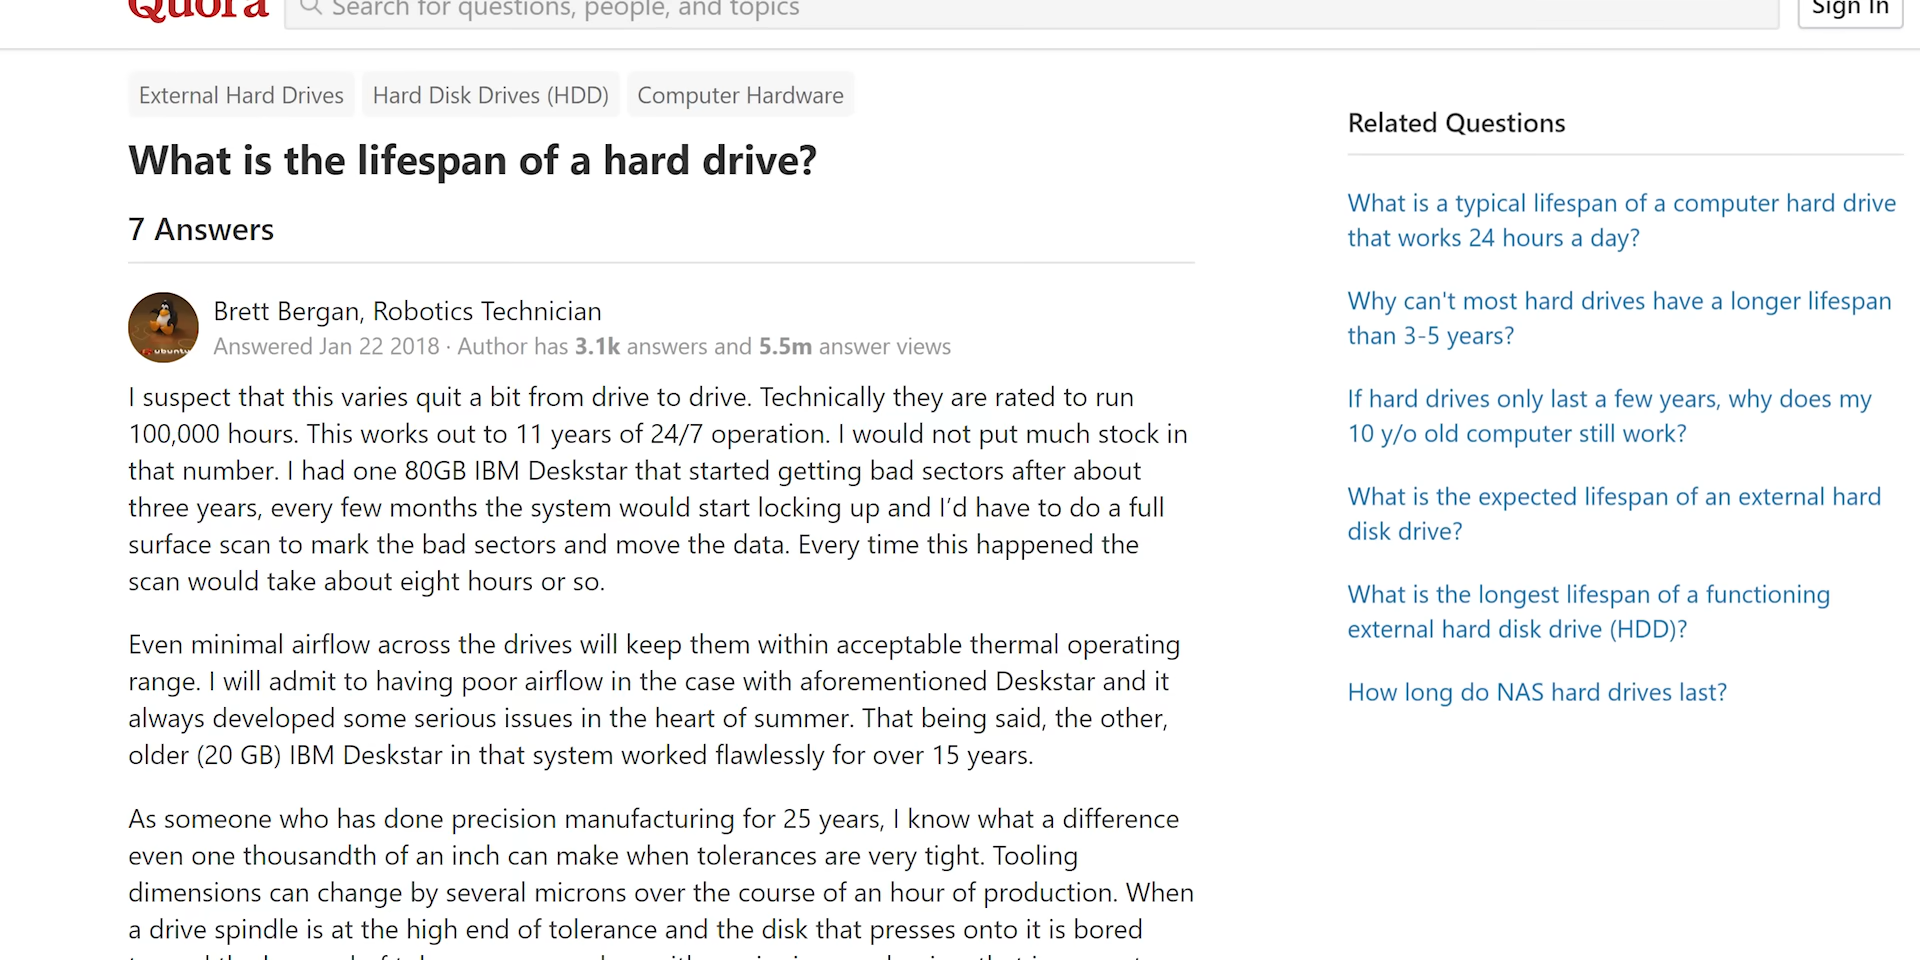 Quora
Search for questions, people, and topics
Sign In
External Hard Drives
Hard Disk Drives (HDD)
Computer Hardware
What is the lifespan of a hard drive?
7 Answers
Brett Bergan, Robotics Technician
Answered Jan 22 2018 · Author has 3.1k answers and 5.5m answer views
I suspect that this varies quit a bit from drive to drive. Technically they are rated to run
100,000 hours. This works out to 11 years of 24/7 operation. I would not put much stock in
that number. I had one 80GB IBM Deskstar that started getting bad sectors after about
three years, every few months the system would start locking up and I’d have to do a full
surface scan to mark the bad sectors and move the data. Every time this happened the
scan would take about eight hours or so.
Even minimal airflow across the drives will keep them within acceptable thermal operating
range. I will admit to having poor airflow in the case with aforementioned Deskstar and it
always developed some serious issues in the heart of summer. That being said, the other,
older (20 GB) IBM Deskstar in that system worked flawlessly for over 15 years.
As someone who has done precision manufacturing for 25 years, I know what a difference
even one thousandth of an inch can make when tolerances are very tight. Tooling
dimensions can change by several microns over the course of an hour of production. When
a drive spindle is at the high end of tolerance and the disk that presses onto it is bored
Related Questions
What is a typical lifespan of a computer hard drive
that works 24 hours a day?
Why can't most hard drives have a longer lifespan
than 3-5 years?
If hard drives only last a few years, why does my
10 y/o old computer still work?
What is the expected lifespan of an external hard
disk drive?
What is the longest lifespan of a functioning
external hard disk drive (HDD)?
How long do NAS hard drives last?